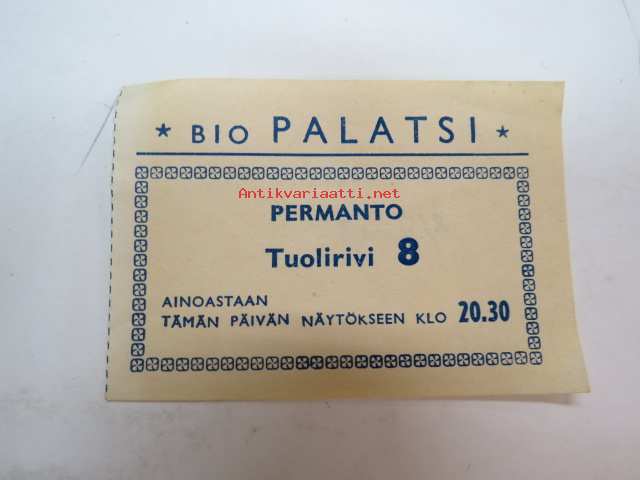 ★ BIO PALATSI ★
Antikvariaatti.net
PERMANTO
Tuolirivi 8
AINOASTAAN
TÄMÄN PÄIVÄN NÄYTÖKSEEN KLO 20.30